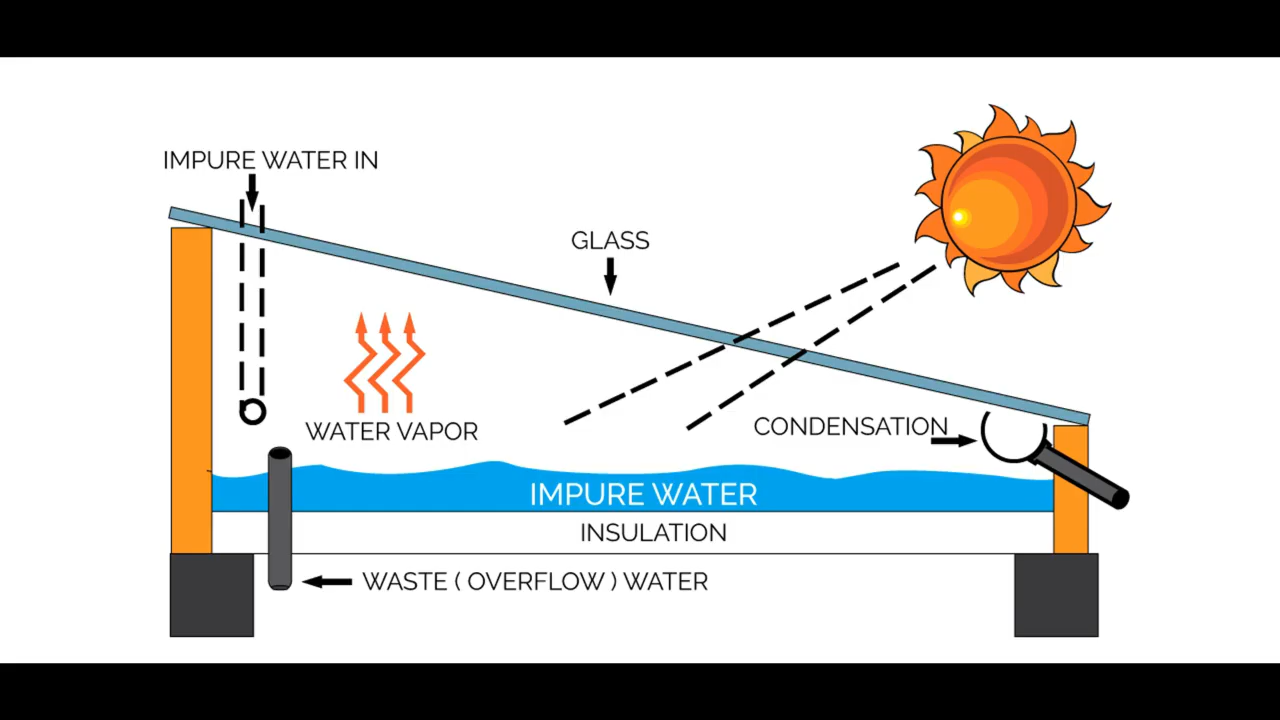 IMPURE WATER IN
GLASS
WATER VAPOR
CONDENSATION
IMPURE WATER
INSULATION
WASTE ( OVERFLOW ) WATER